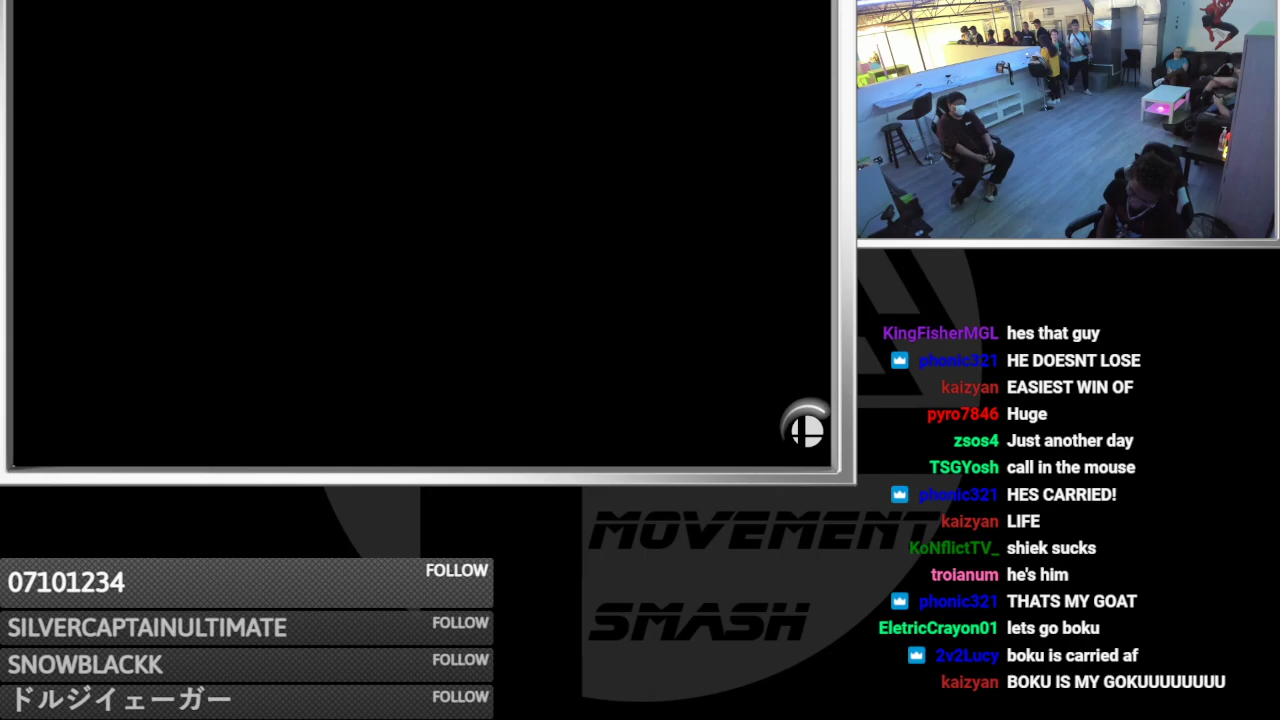 KingFisherMGL hes that guy
phonic321 HE DOESNT LOSE
kaizyan EASIEST WIN OF
pyro7846 Huge
zsos4 Just another day
TSGYosh call in the mouse
phonic321 HES CARRIED!
kaizyan LIFE
KoNflictTV_ shiek sucks
troianum he's him
phonic321 THATS MY GOAT
EletricCrayon01 lets go boku
2v2Lucy boku is carried af
kaizyan BOKU IS MY GOKUUUUUUUU
MOVEMENT
SMASH
07101234 FOLLOW
SILVERCAPTAINULTIMATE FOLLOW
SNOWBLACKK FOLLOW
ドルジイェーガー FOLLOW